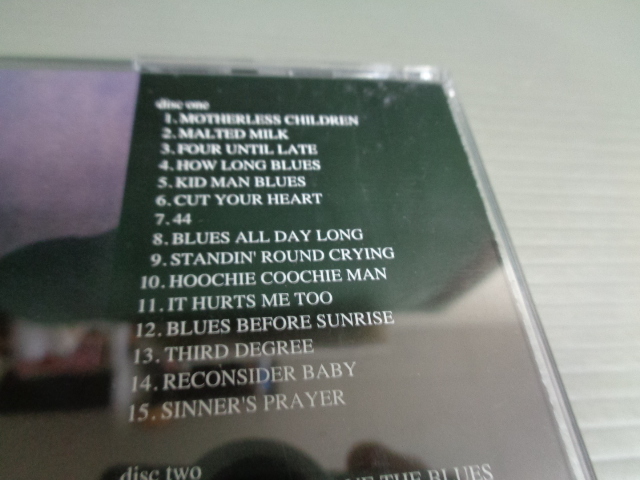 disc one
1. MOTHERLESS CHILDREN
2. MALTED MILK
3. FOUR UNTIL LATE
4. HOW LONG BLUES
5. KID MAN BLUES
6. CUT YOUR HEART
7. 44
8. BLUES ALL DAY LONG
9. STANDIN' ROUND CRYING
10. HOOCHIE COOCHIE MAN
11. IT HURTS ME TOO
12. BLUES BEFORE SUNRISE
13. THIRD DEGREE
14. RECONSIDER BABY
15. SINNER'S PRAYER
disc two
THE BLUES